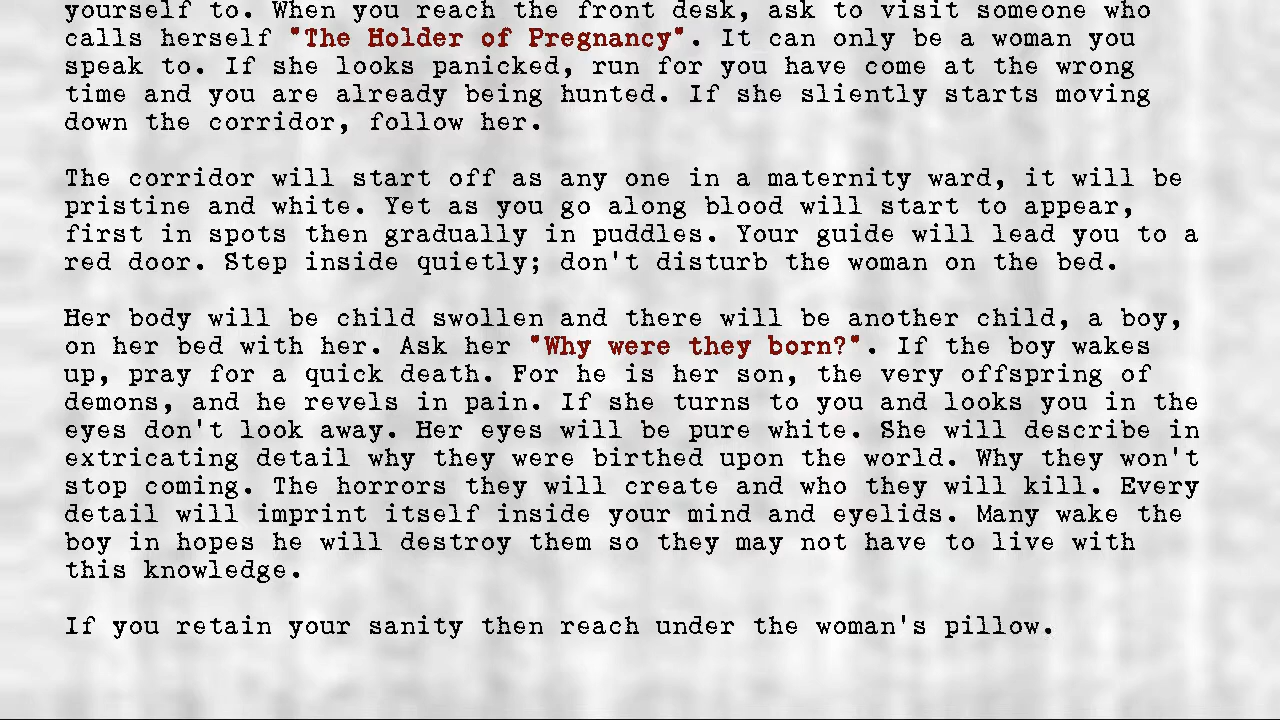 yourself to. When you reach the front desk, ask to visit someone who
calls herself "The Holder of Pregnancy". It can only be a woman you
speak to. If she looks panicked, run for you have come at the wrong
time and you are already being hunted. If she sliently starts moving
down the corridor, follow her.
The corridor will start off as any one in a maternity ward, it will be
pristine and white. Yet as you go along blood will start to appear,
first in spots then gradually in puddles. Your guide will lead you to a
red door. Step inside quietly; don't disturb the woman on the bed.
Her body will be child swollen and there will be another child, a boy,
on her bed with her. Ask her "Why were they born?". If the boy wakes
up, pray for a quick death. For he is her son, the very offspring of
demons, and he revels in pain. If she turns to you and looks you in the
eyes don't look away. Her eyes will be pure white. She will describe in
extricating detail why they were birthed upon the world. Why they won't
stop coming. The horrors they will create and who they will kill. Every
detail will imprint itself inside your mind and eyelids. Many wake the
boy in hopes he will destroy them so they may not have to live with
this knowledge.
If you retain your sanity then reach under the woman's pillow.